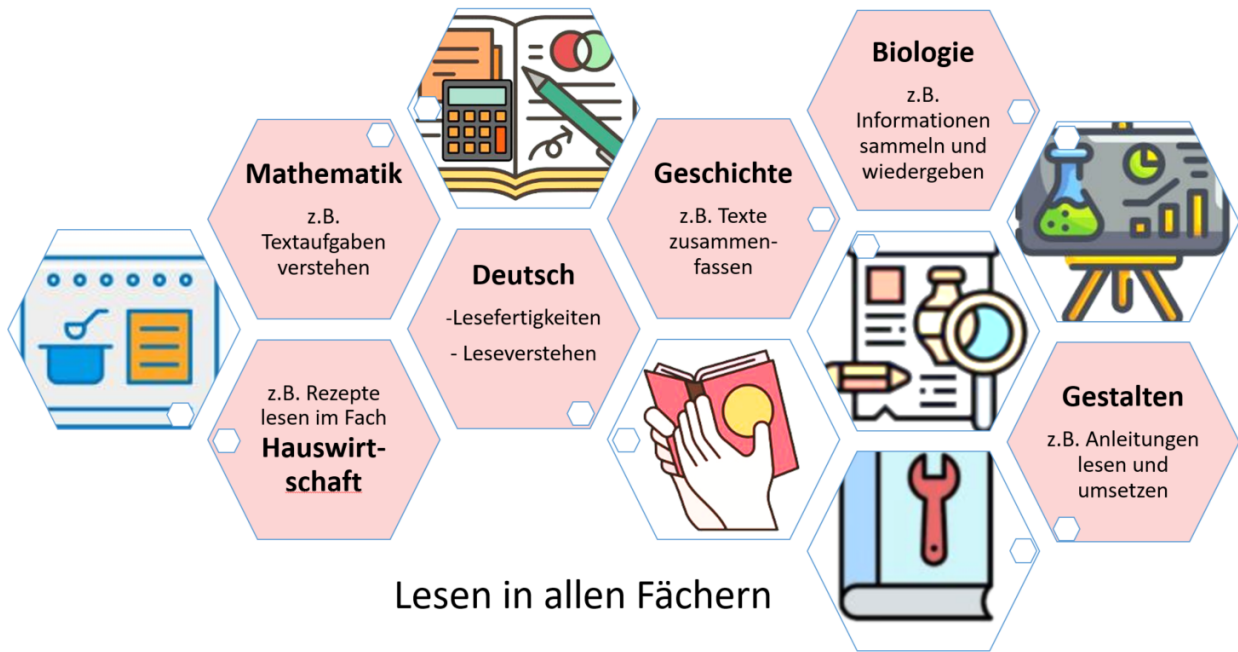 Mathematik
z.B.
Textaufgaben
verstehen
z.B. Rezepte
lesen im Fach
Hauswirt-
schaft
Deutsch
-Lesefertigkeiten
- Leseverstehen
Geschichte
z.B. Texte
zusammen-
fassen
Biologie
z.B.
Informationen
sammeln und
wiedergeben
Gestalten
z.B. Anleitungen
lesen und
umsetzen
Lesen in allen Fächern